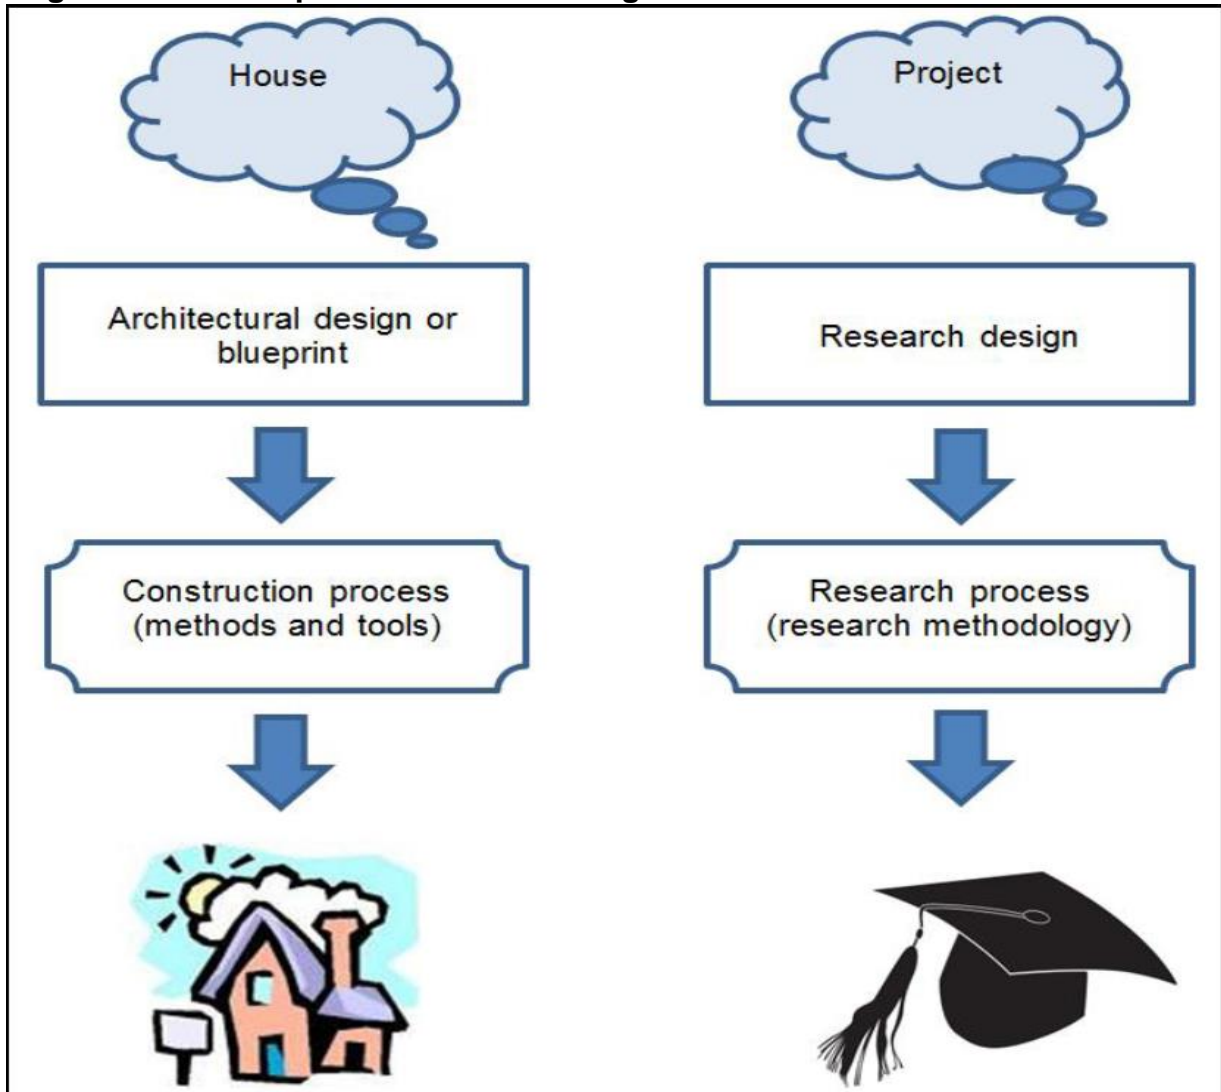 House
Project
Architectural design or
blueprint
Research design
Construction process
(methods and tools)
Research process
(research methodology)